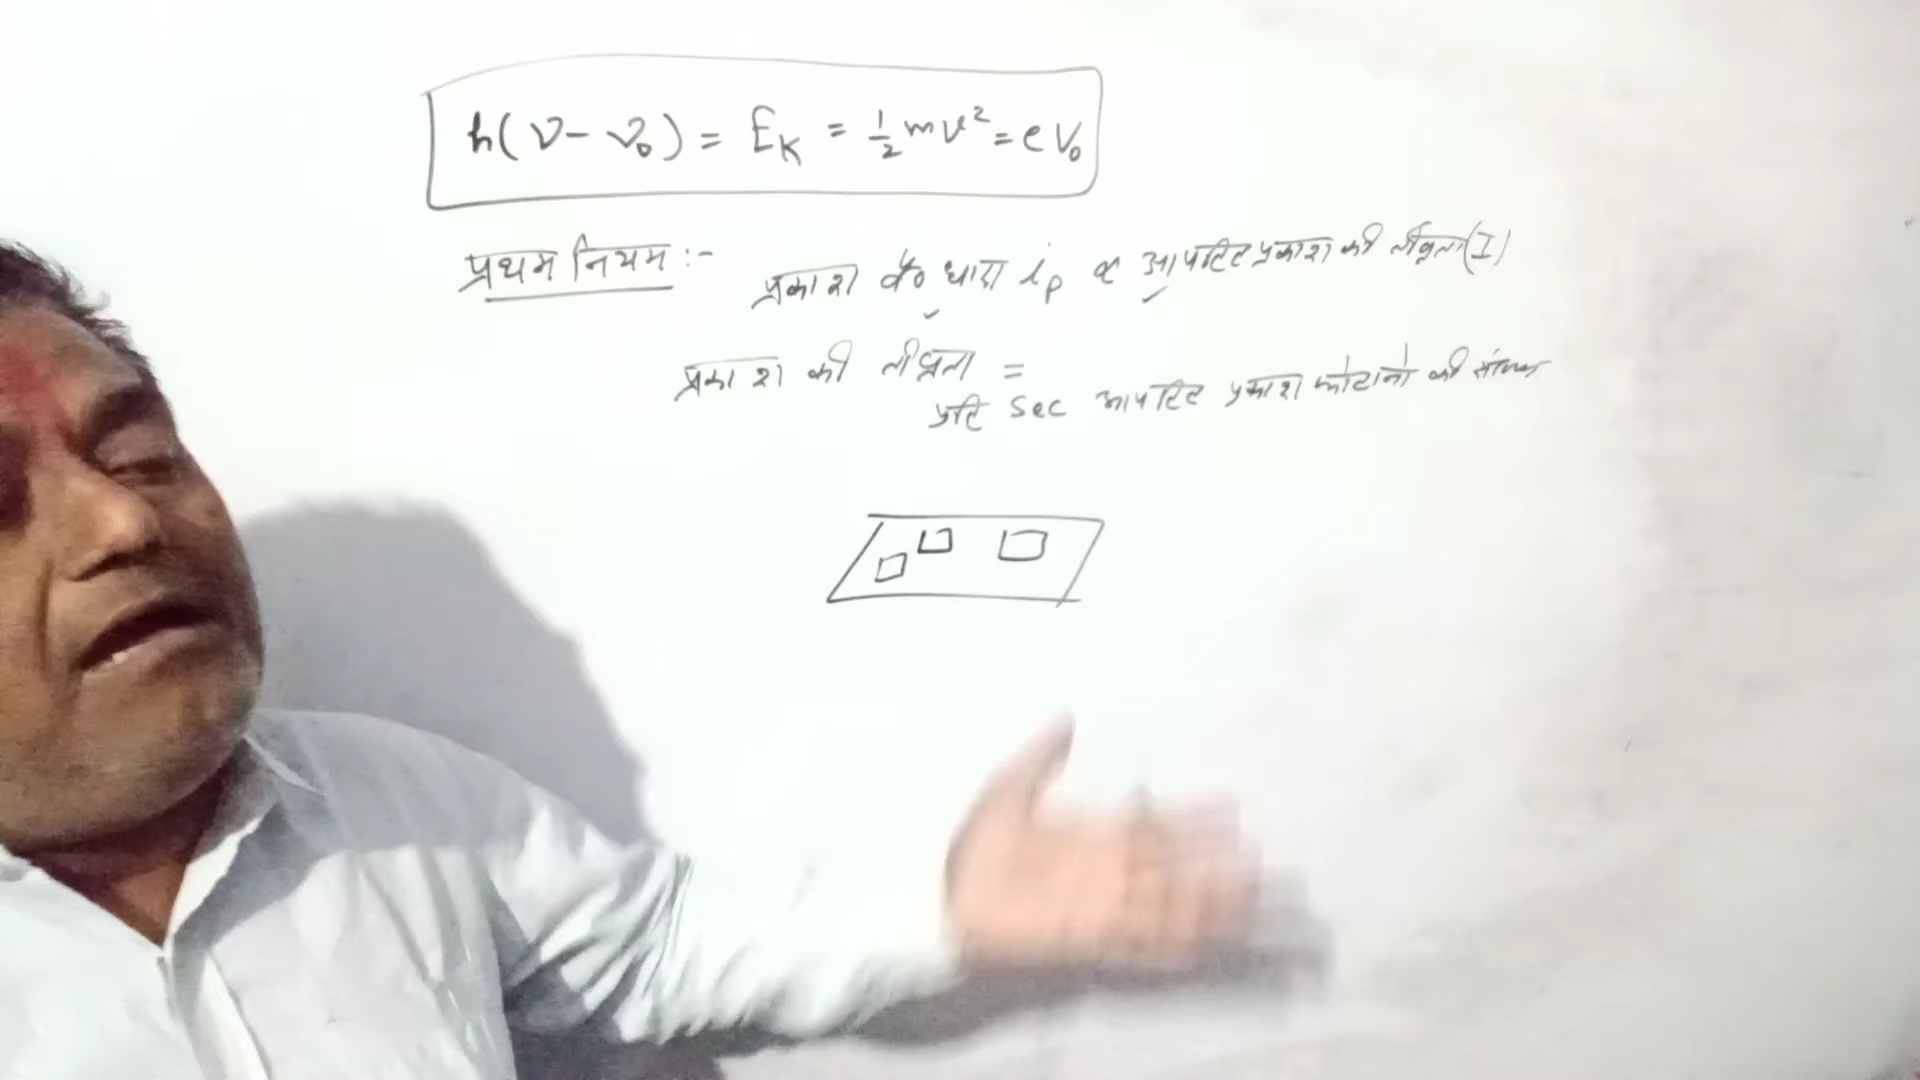 h(ν - ν₀) = E_K = ½mv² = eV₀
प्रथम नियम :- प्रकाश वै० धारा i_p ∝ आपतित प्रकाश की तीव्रता (I)
प्रकाश की तीव्रता =
प्रति sec आपतित प्रकाश फोटानो की संख्या